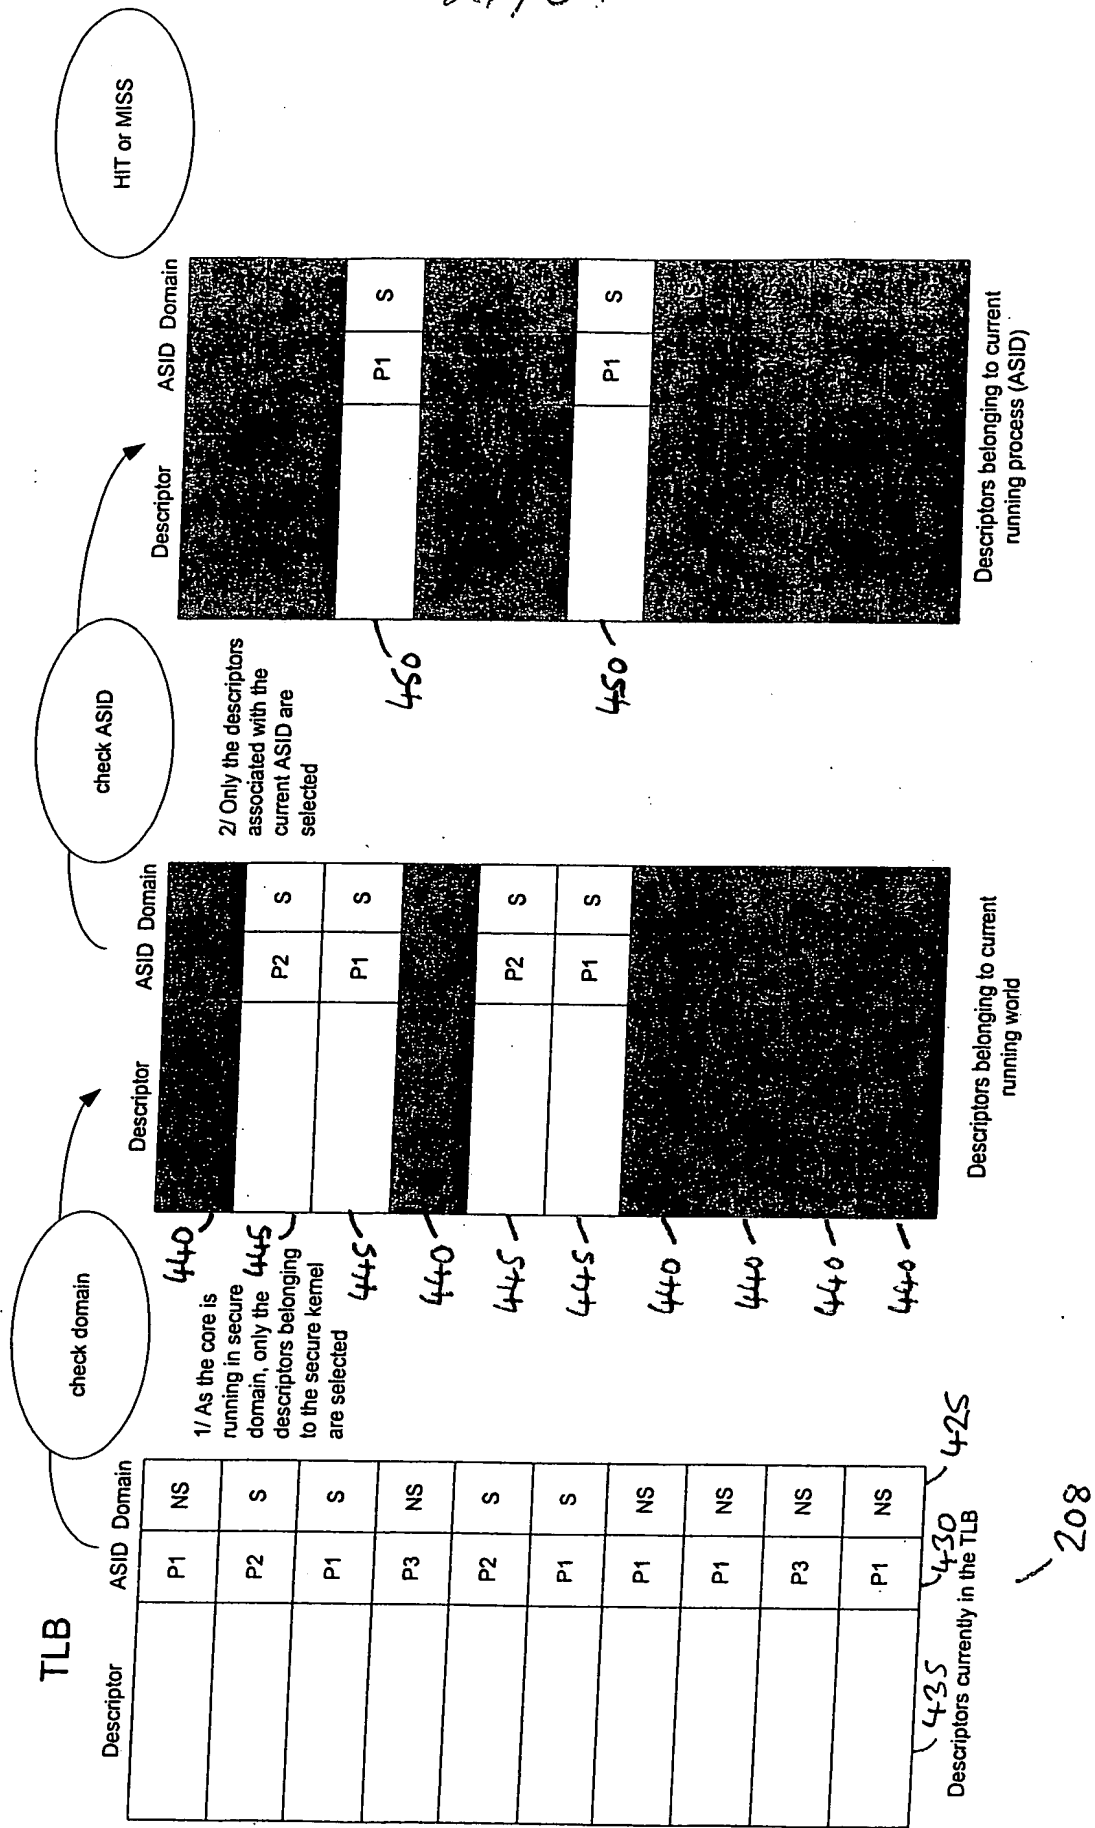 TLB
check domain
check ASID
HIT or MISS
Descriptor ASID Domain
P1 NS
P2 S
P1 S
P3 NS
P2 S
P1 S
P1 NS
P1 NS
P3 NS
P1 NS
435
430
425
Descriptors currently in the TLB
208
1/ As the core is
running in secure
domain, only the
descriptors belonging
to the secure kernel
are selected
Descriptor ASID Domain
440
445 P2 S
445 P1 S
440
445 P2 S
445 P1 S
440
440
440
440
Descriptors belonging to current
running world
2/ Only the descriptors
associated with the
current ASID are
selected
Descriptor ASID Domain
450 P1 S
450 P1 S
Descriptors belonging to current
running process (ASID)